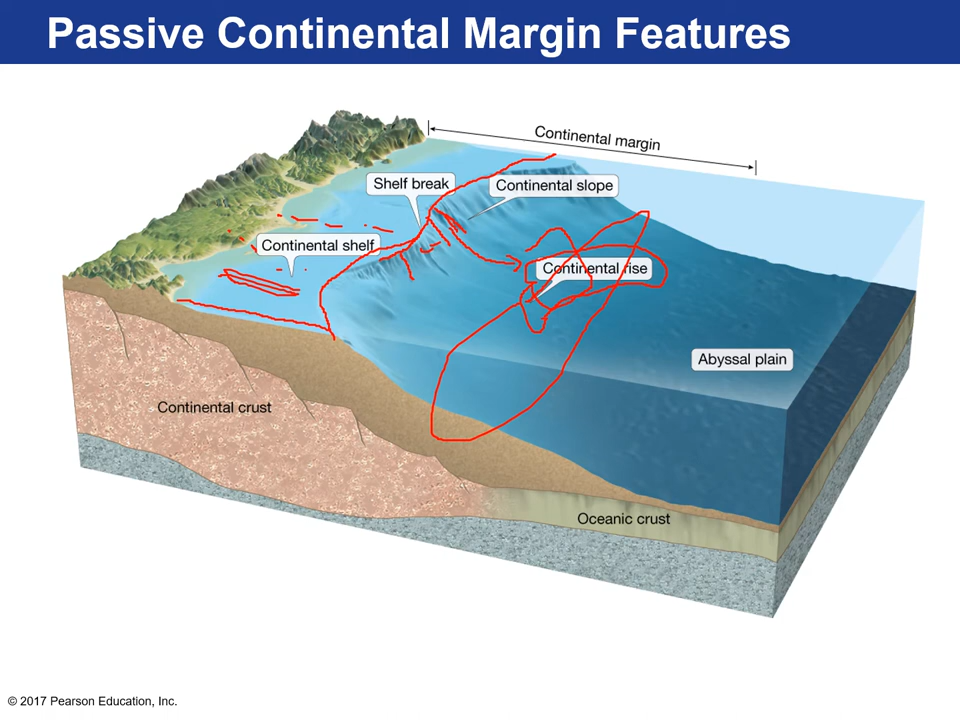 Passive Continental Margin Features
Continental margin
Shelf break
Continental slope
Continental shelf
Continental rise
Abyssal plain
Continental crust
Oceanic crust
© 2017 Pearson Education, Inc.